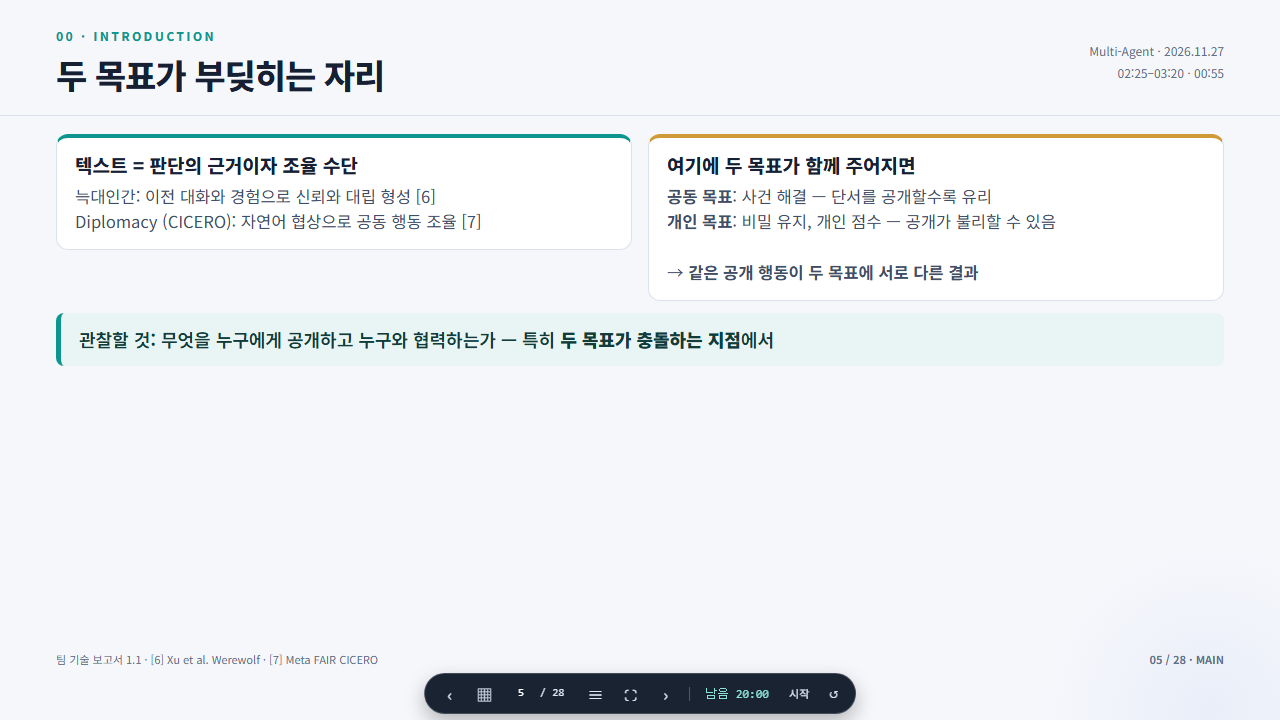 00 · INTRODUCTION
두 목표가 부딪히는 자리
Multi-Agent · 2026.11.27
02:25–03:20 · 00:55
텍스트 = 판단의 근거이자 조율 수단
늑대인간: 이전 대화와 경험으로 신뢰와 대립 형성 [6]
Diplomacy (CICERO): 자연어 협상으로 공동 행동 조율 [7]
여기에 두 목표가 함께 주어지면
공동 목표: 사건 해결 — 단서를 공개할수록 유리
개인 목표: 비밀 유지, 개인 점수 — 공개가 불리할 수 있음
→ 같은 공개 행동이 두 목표에 서로 다른 결과
관찰할 것: 무엇을 누구에게 공개하고 누구와 협력하는가 — 특히 두 목표가 충돌하는 지점에서
팀 기술 보고서 1.1 · [6] Xu et al. Werewolf · [7] Meta FAIR CICERO
05 / 28 · MAIN
‹ 5 / 28 › 남음 20:00 시작 ↺